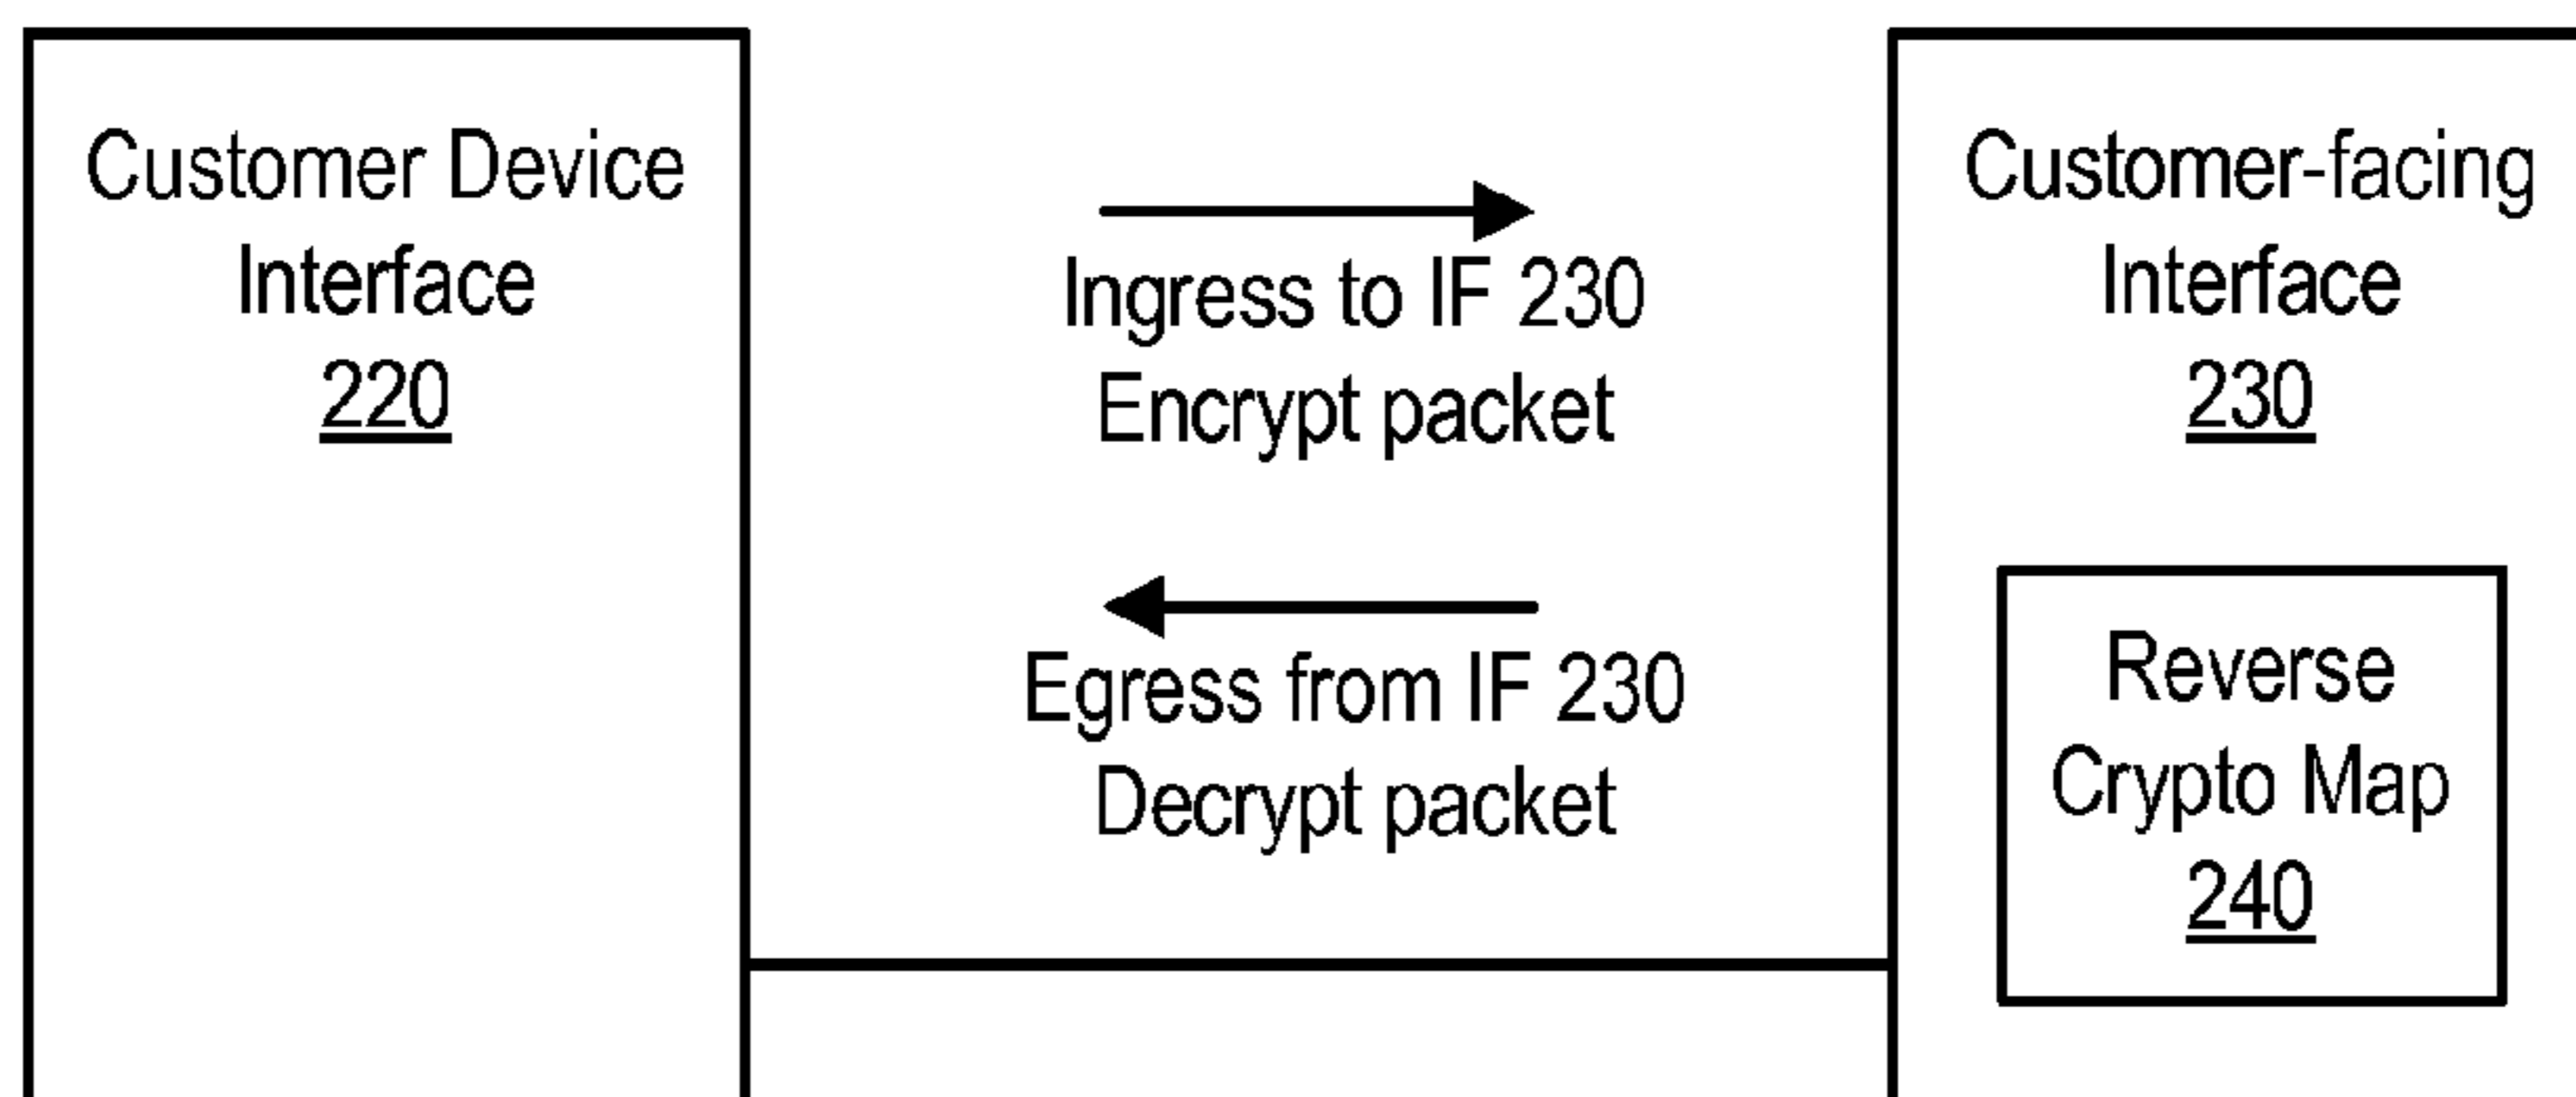 Customer Device
Interface
220
Ingress to IF 230
Encrypt packet
Egress from IF 230
Decrypt packet
Customer-facing
Interface
230
Reverse
Crypto Map
240